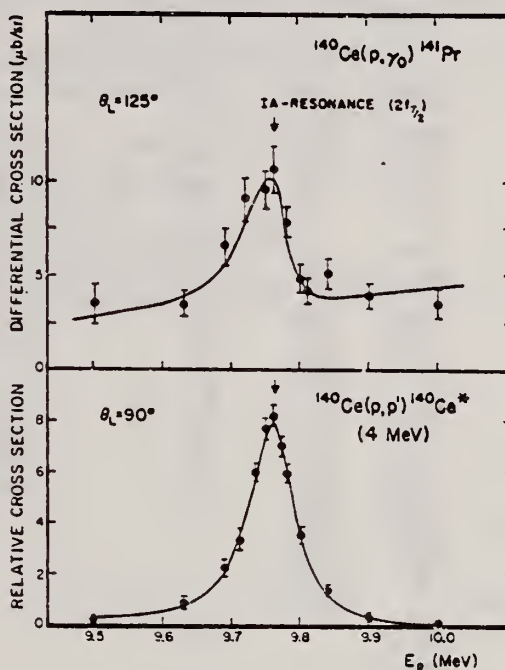 ¹⁴⁰Ce(p,γ₀)¹⁴¹Pr
θL=125°
IA-RESONANCE (2f7/2)
DIFFERENTIAL CROSS SECTION (μb/sr)
10
5
0
¹⁴⁰Ce(p,p')¹⁴⁰Ce*
(4 MeV)
θL=90°
RELATIVE CROSS SECTION
8
6
4
2
0
9.5 9.6 9.7 9.8 9.9 10.0
Ep (MeV)